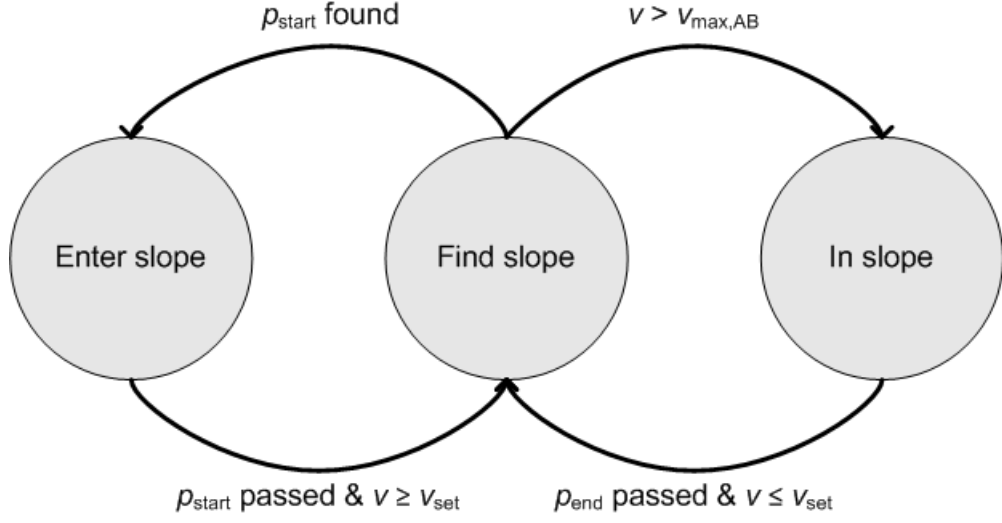 p_start found
v > v_max,AB
Enter slope
Find slope
In slope
p_start passed & v ≥ v_set
p_end passed & v ≤ v_set